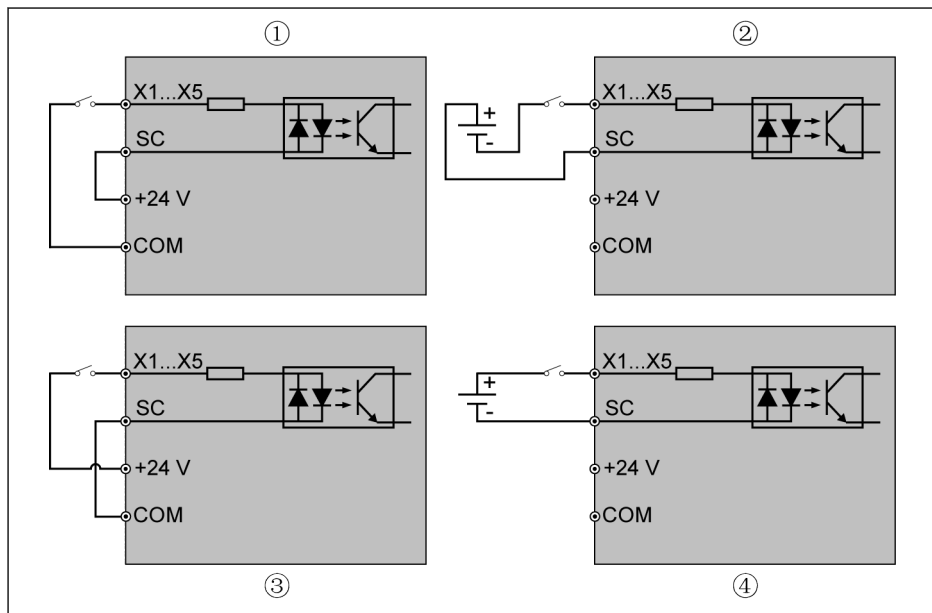 ① ②
X1...X5
SC
+24 V
COM
+
-
X1...X5
SC
+24 V
COM
X1...X5
SC
+24 V
COM
+
-
X1...X5
SC
+24 V
COM
③ ④